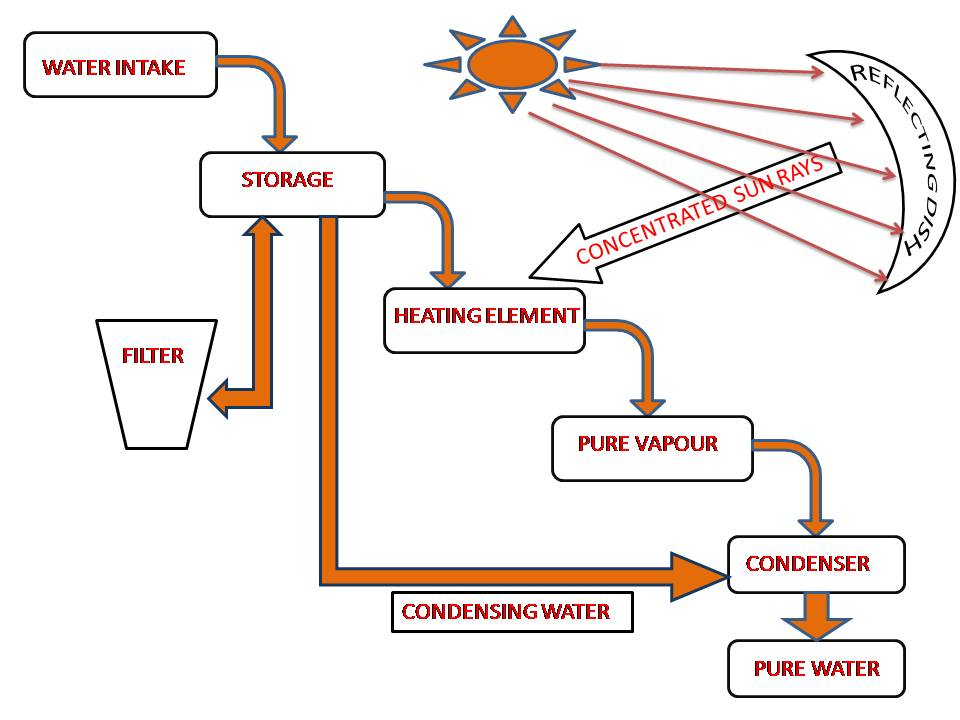 WATER INTAKE
REFLECTING DISH
STORAGE
CONCENTRATED SUN RAYS
HEATING ELEMENT
FILTER
PURE VAPOUR
CONDENSER
CONDENSING WATER
PURE WATER